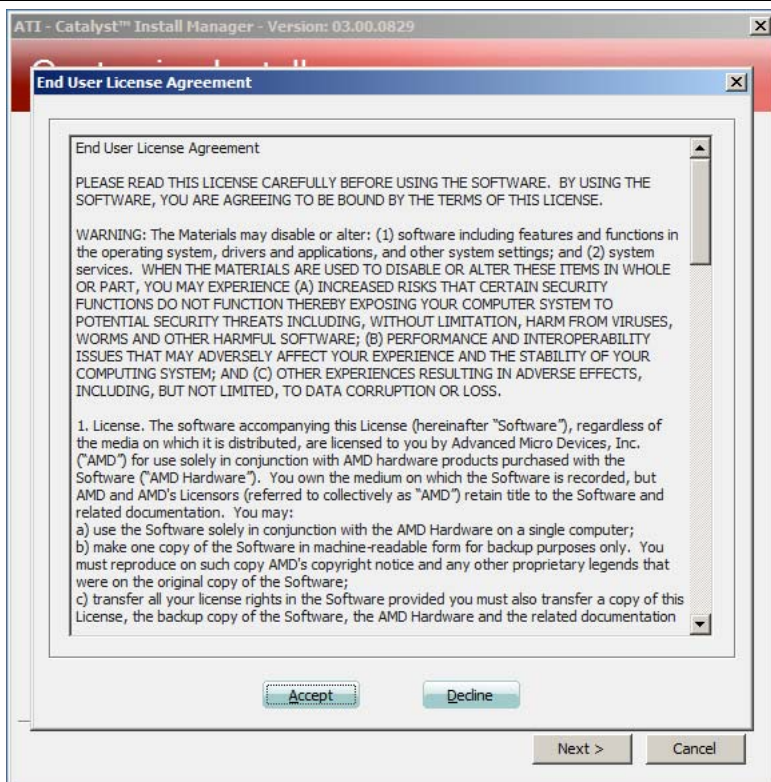 ATI - Catalyst™ Install Manager - Version: 03.00.0829
End User License Agreement
End User License Agreement
PLEASE READ THIS LICENSE CAREFULLY BEFORE USING THE SOFTWARE. BY USING THE
SOFTWARE, YOU ARE AGREEING TO BE BOUND BY THE TERMS OF THIS LICENSE.
WARNING: The Materials may disable or alter: (1) software including features and functions in
the operating system, drivers and applications, and other system settings; and (2) system
services. WHEN THE MATERIALS ARE USED TO DISABLE OR ALTER THESE ITEMS IN WHOLE
OR PART, YOU MAY EXPERIENCE (A) INCREASED RISKS THAT CERTAIN SECURITY
FUNCTIONS DO NOT FUNCTION THEREBY EXPOSING YOUR COMPUTER SYSTEM TO
POTENTIAL SECURITY THREATS INCLUDING, WITHOUT LIMITATION, HARM FROM VIRUSES,
WORMS AND OTHER HARMFUL SOFTWARE; (B) PERFORMANCE AND INTEROPERABILITY
ISSUES THAT MAY ADVERSELY AFFECT YOUR EXPERIENCE AND THE STABILITY OF YOUR
COMPUTING SYSTEM; AND (C) OTHER EXPERIENCES RESULTING IN ADVERSE EFFECTS,
INCLUDING, BUT NOT LIMITED, TO DATA CORRUPTION OR LOSS.
1. License. The software accompanying this License (hereinafter “Software”), regardless of
the media on which it is distributed, are licensed to you by Advanced Micro Devices, Inc.
(“AMD”) for use solely in conjunction with AMD hardware products purchased with the
Software (“AMD Hardware”). You own the medium on which the Software is recorded, but
AMD and AMD's Licensors (referred to collectively as “AMD”) retain title to the Software and
related documentation. You may:
a) use the Software solely in conjunction with the AMD Hardware on a single computer;
b) make one copy of the Software in machine-readable form for backup purposes only. You
must reproduce on such copy AMD's copyright notice and any other proprietary legends that
were on the original copy of the Software;
c) transfer all your license rights in the Software provided you must also transfer a copy of this
License, the backup copy of the Software, the AMD Hardware and the related documentation
Accept
Decline
Next >
Cancel